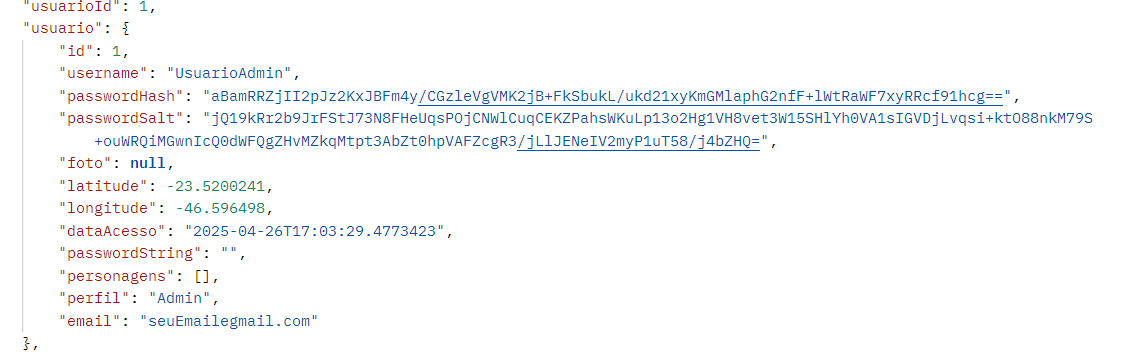 "usuarioId": 1,
"usuario": {
"id": 1,
"username": "UsuarioAdmin",
"passwordHash": "aBamRRZjII2pJz2KxJBFm4y/CGzleVgVMK2jB+FkSbukL/ukd21xyKmGMlaphG2nfF+lWtRaWF7xyRRcf91hcg==",
"passwordSalt": "jQ19kRr2b9JrFStJ73N8FHeUqsPOjCNWlCuqCEKZPahsWKuLp13o2Hg1VH8vet3W15SHlYh0VA1sIGVDjLvqsi+ktO88nkM79S
+ouWRQiMGwnIcQ0dWFQgZHvMZkqMtpt3AbZt0hpVAFZcgR3/jLlJENeIV2myP1uT58/j4bZHQ=",
"foto": null,
"latitude": -23.5200241,
"longitude": -46.596498,
"dataAcesso": "2025-04-26T17:03:29.4773423",
"passwordString": "",
"personagens": [],
"perfil": "Admin",
"email": "seuEmailegmail.com"
},